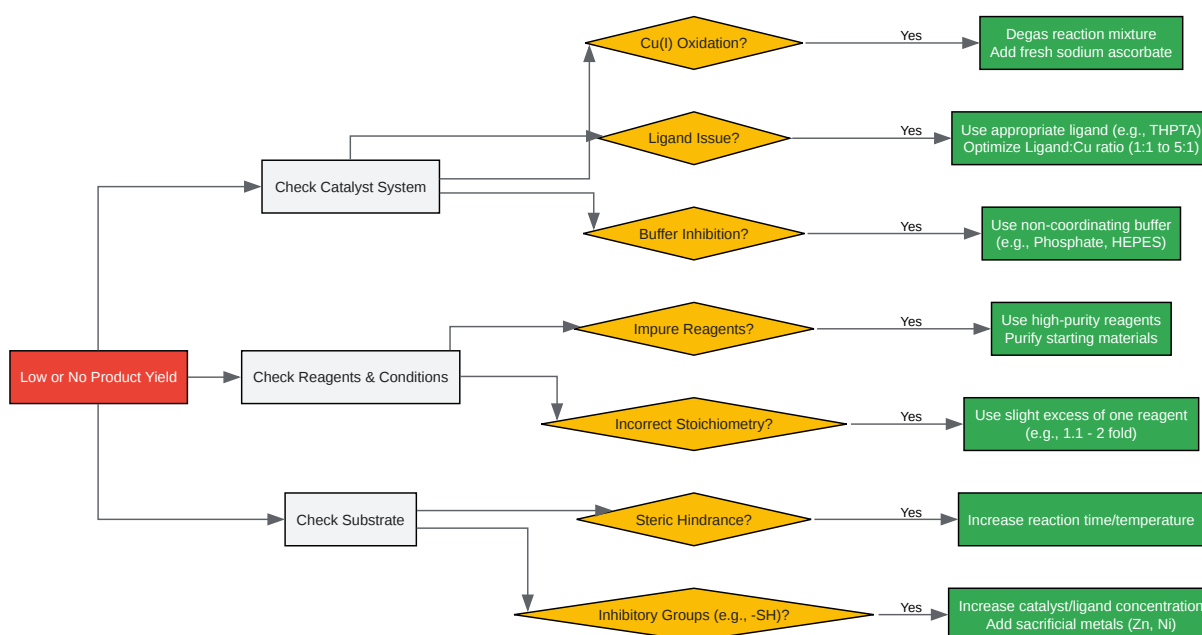 Cu(I) Oxidation?
Yes
Degas reaction mixture
Add fresh sodium ascorbate
Ligand Issue?
Yes
Use appropriate ligand (e.g., THPTA)
Optimize Ligand:Cu ratio (1:1 to 5:1)
Check Catalyst System
Buffer Inhibition?
Yes
Use non-coordinating buffer
(e.g., Phosphate, HEPES)
Impure Reagents?
Yes
Use high-purity reagents
Purify starting materials
Low or No Product Yield
Check Reagents & Conditions
Incorrect Stoichiometry?
Yes
Use slight excess of one reagent
(e.g., 1.1 - 2 fold)
Check Substrate
Steric Hindrance?
Yes
Increase reaction time/temperature
Inhibitory Groups (e.g., -SH)?
Yes
Increase catalyst/ligand concentration
Add sacrificial metals (Zn, Ni)